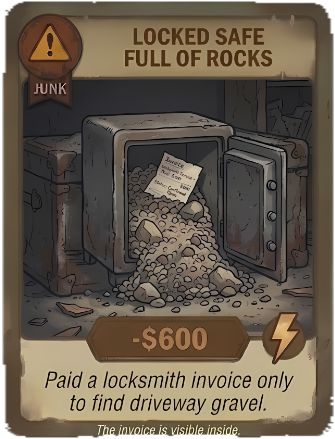 LOCKED SAFE
FULL OF ROCKS
JUNK
INVOICE
-$600
Paid a locksmith invoice only
to find driveway gravel.
The invoice is visible inside.